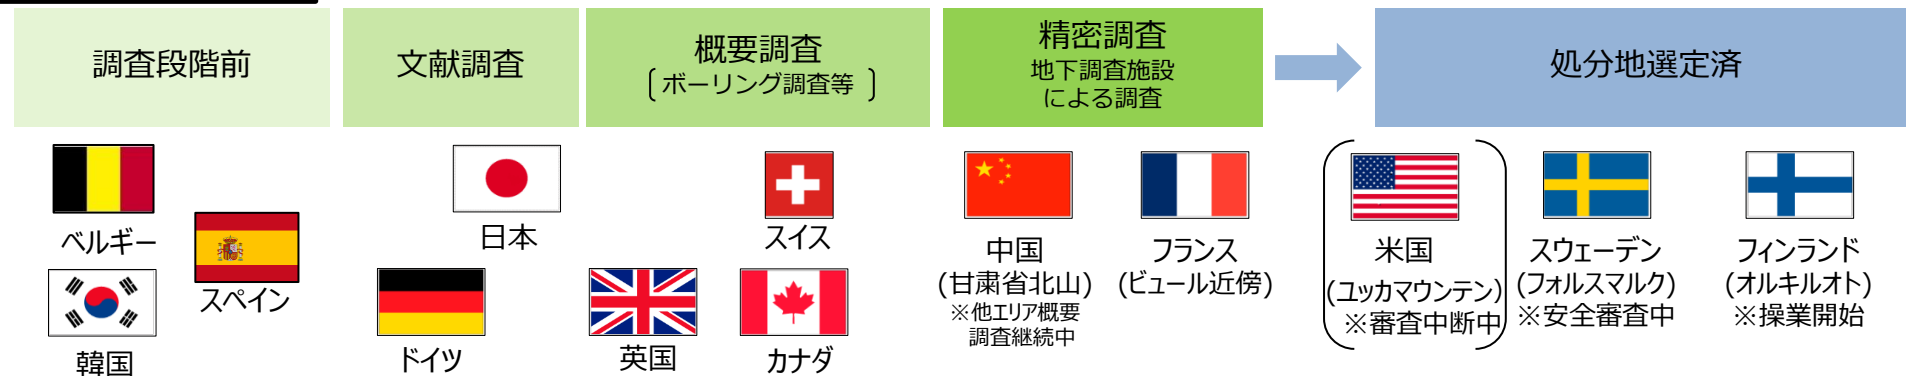 調査段階前
文献調査
概要調査
〔ボーリング調査等 〕
精密調査
地下調査施設
による調査
処分地選定済
ベルギー
スペイン
韓国
日本
ドイツ
スイス
英国
カナダ
中国
(甘粛省北山)
※他エリア概要
調査継続中
フランス
(ビュール近傍)
米国
(ユッカマウンテン)
※審査中断中
スウェーデン
(フォルスマルク)
※安全審査中
フィンランド
(オルキルオト)
※操業開始